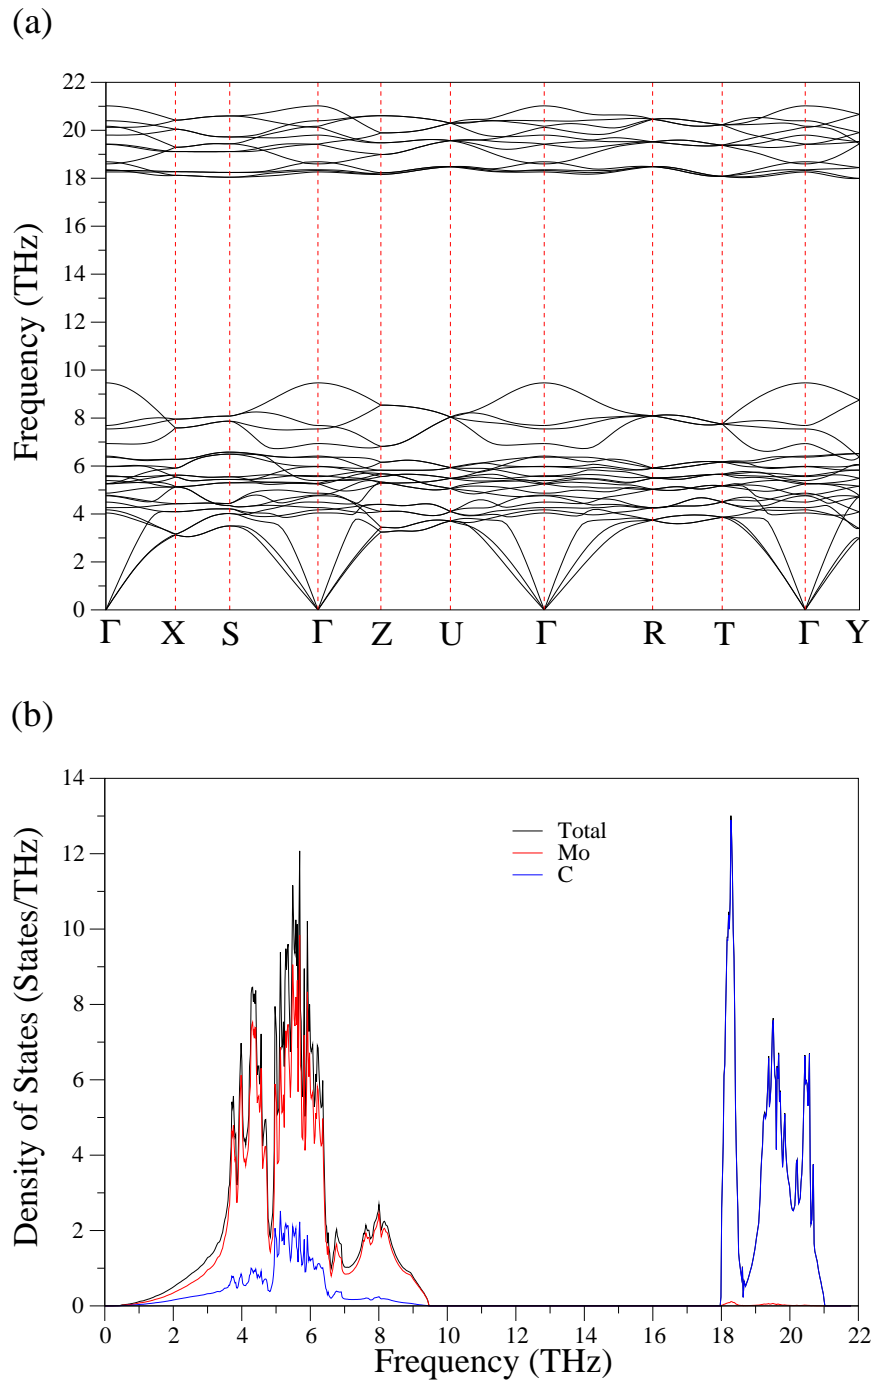 (a)
22
20
18
16
14
12
10
8
6
4
2
0
Frequency (THz)
Γ X S Γ Z U Γ R T Γ Y
(b)
14
12
10
8
6
4
2
0
Density of States (States/THz)
Total
Mo
C
0 2 4 6 8 10 12 14 16 18 20 22
Frequency (THz)